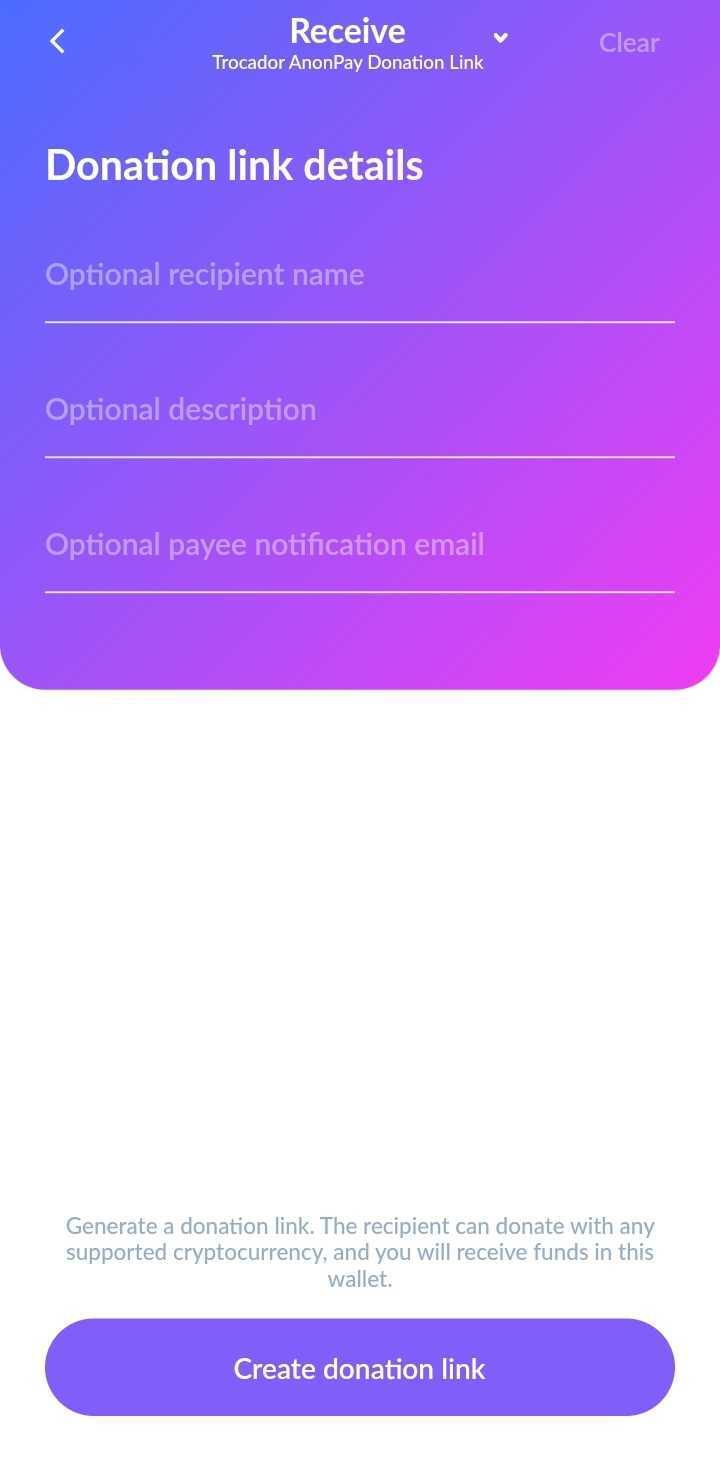 Receive
Clear
Trocador AnonPay Donation Link
Donation link details
Optional recipient name
Optional description
Optional payee notification email
Generate a donation link. The recipient can donate with any
supported cryptocurrency, and you will receive funds in this
wallet.
Create donation link